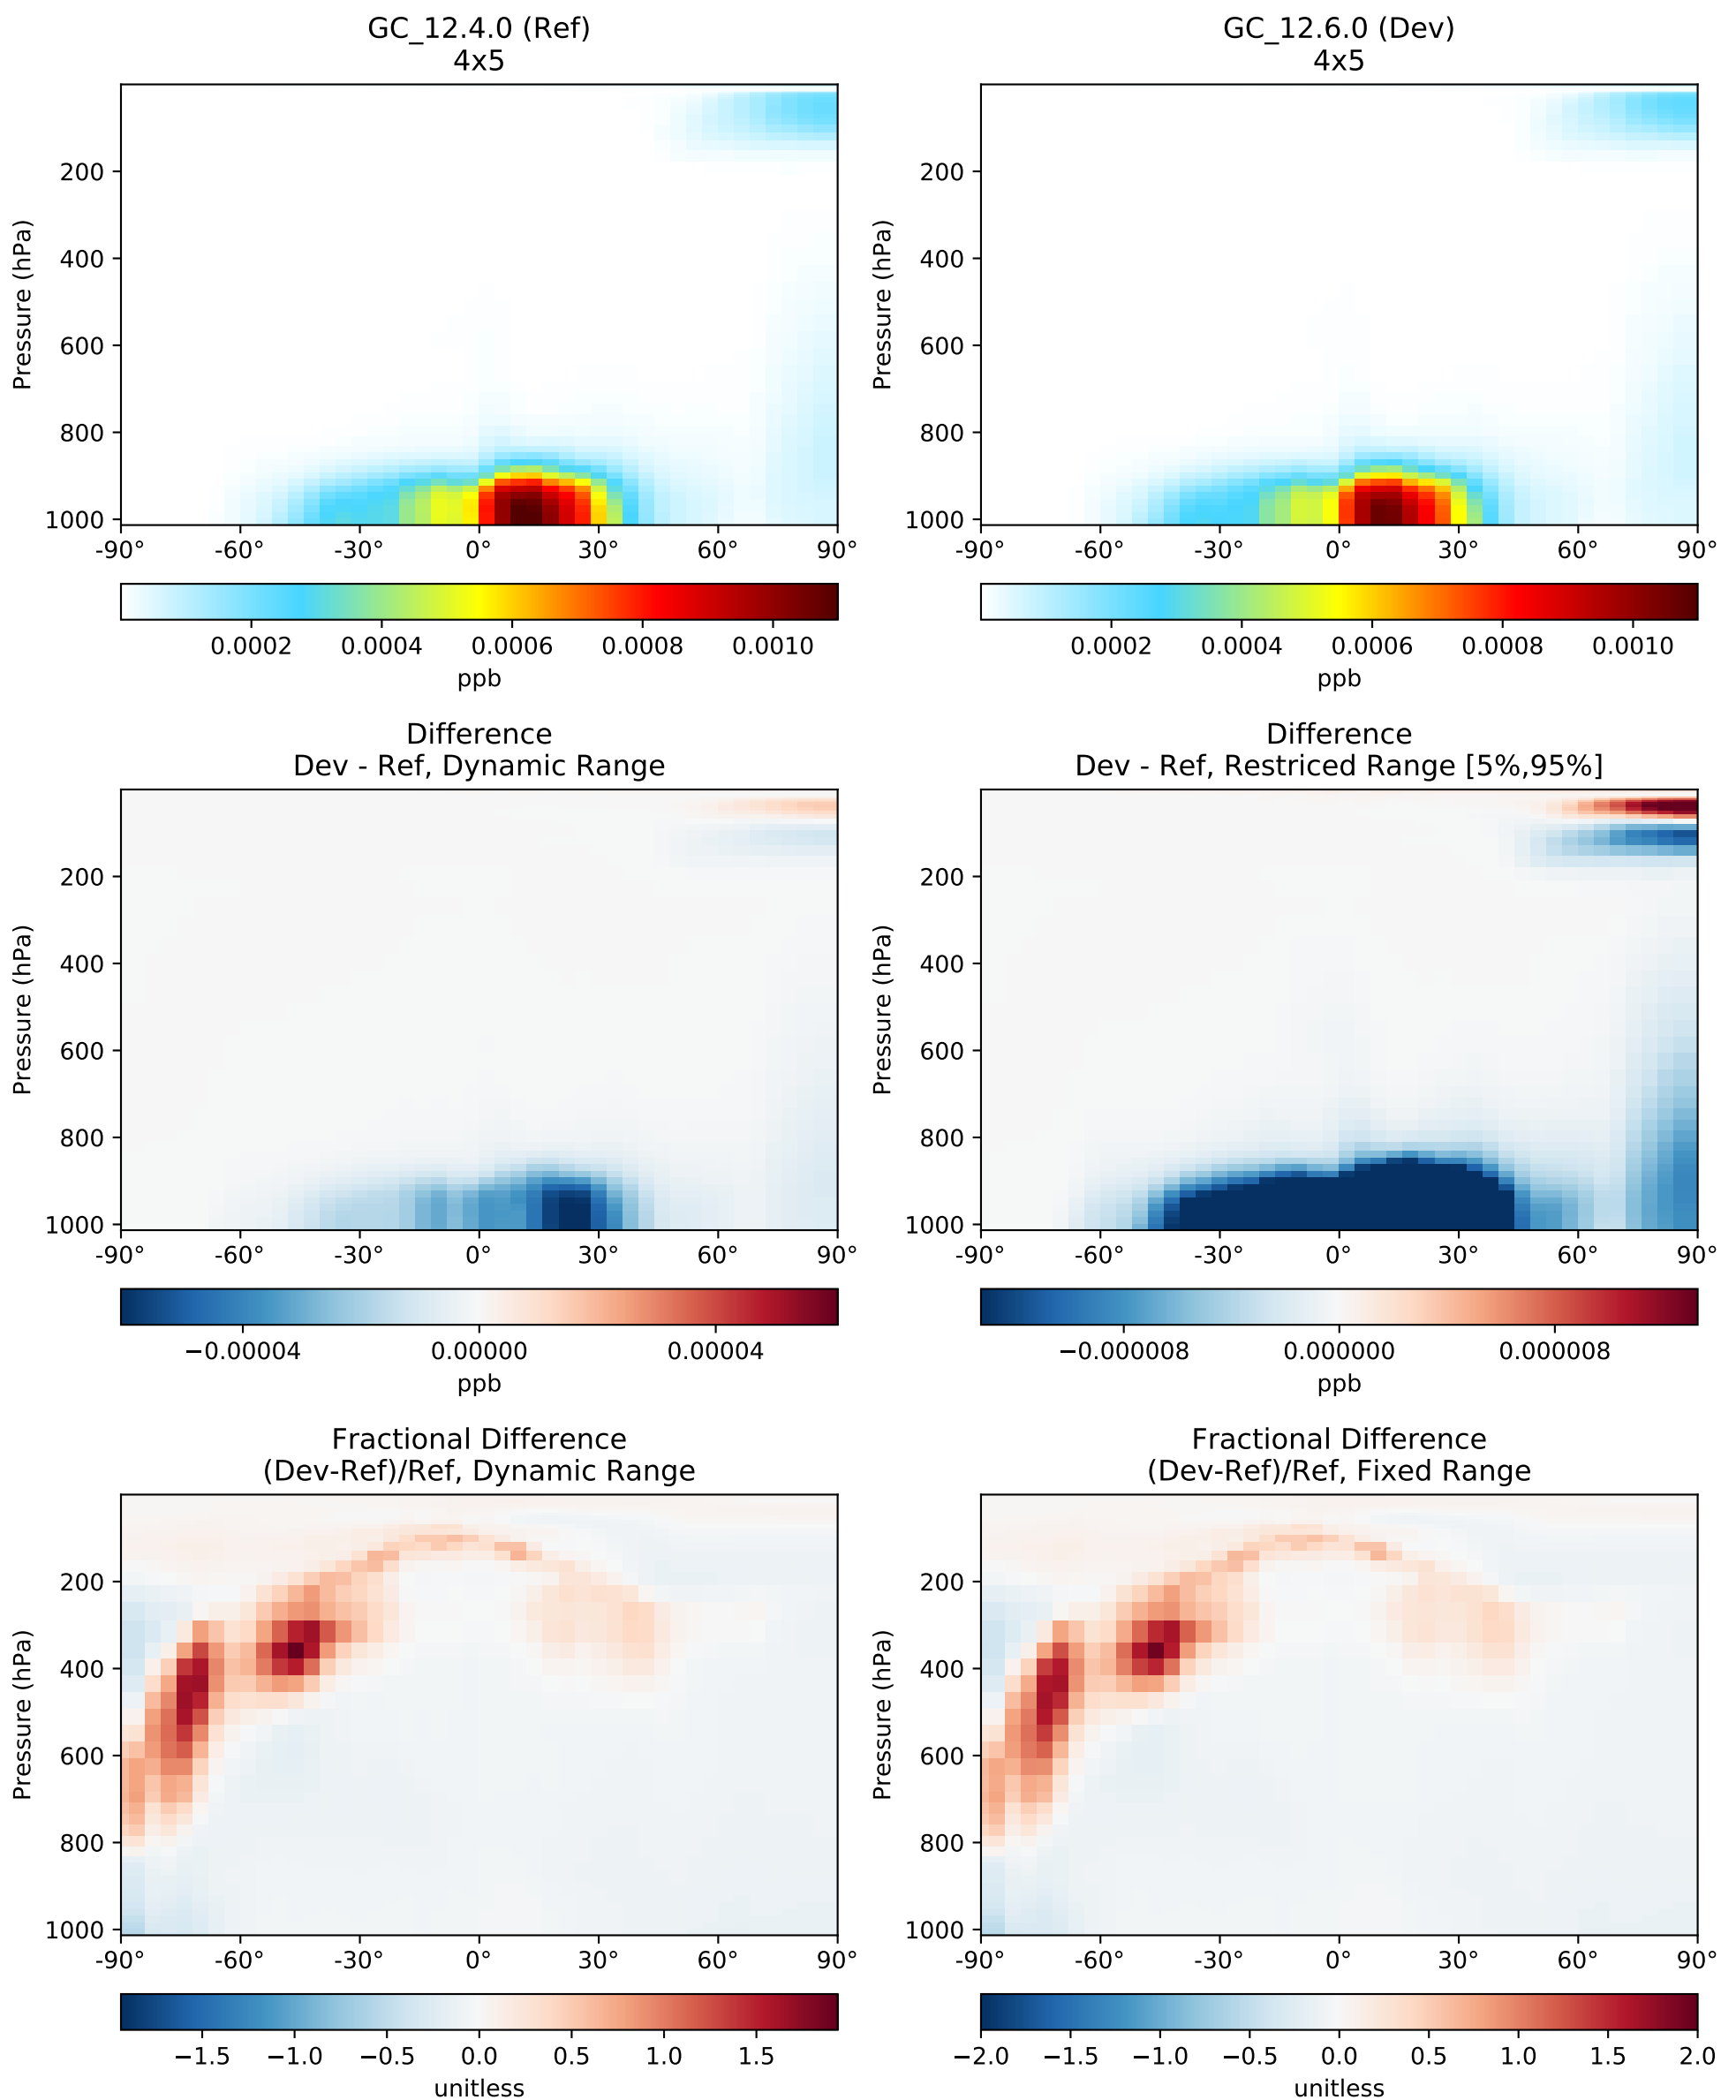 GC_12.4.0 (Ref)
4x5
Pressure (hPa)
200
400
600
800
1000
-90° -60° -30° 0° 30° 60° 90°
0.0002 0.0004 0.0006 0.0008 0.0010
ppb
GC_12.6.0 (Dev)
4x5
Pressure (hPa)
200
400
600
800
1000
-90° -60° -30° 0° 30° 60° 90°
0.0002 0.0004 0.0006 0.0008 0.0010
ppb
Difference
Dev - Ref, Dynamic Range
Pressure (hPa)
200
400
600
800
1000
-90° -60° -30° 0° 30° 60° 90°
−0.00004 0.00000 0.00004
ppb
Difference
Dev - Ref, Restriced Range [5%,95%]
Pressure (hPa)
200
400
600
800
1000
-90° -60° -30° 0° 30° 60° 90°
−0.000008 0.000000 0.000008
ppb
Fractional Difference
(Dev-Ref)/Ref, Dynamic Range
Pressure (hPa)
200
400
600
800
1000
-90° -60° -30° 0° 30° 60° 90°
−1.5 −1.0 −0.5 0.0 0.5 1.0 1.5
unitless
Fractional Difference
(Dev-Ref)/Ref, Fixed Range
Pressure (hPa)
200
400
600
800
1000
-90° -60° -30° 0° 30° 60° 90°
−2.0 −1.5 −1.0 −0.5 0.0 0.5 1.0 1.5 2.0
unitless